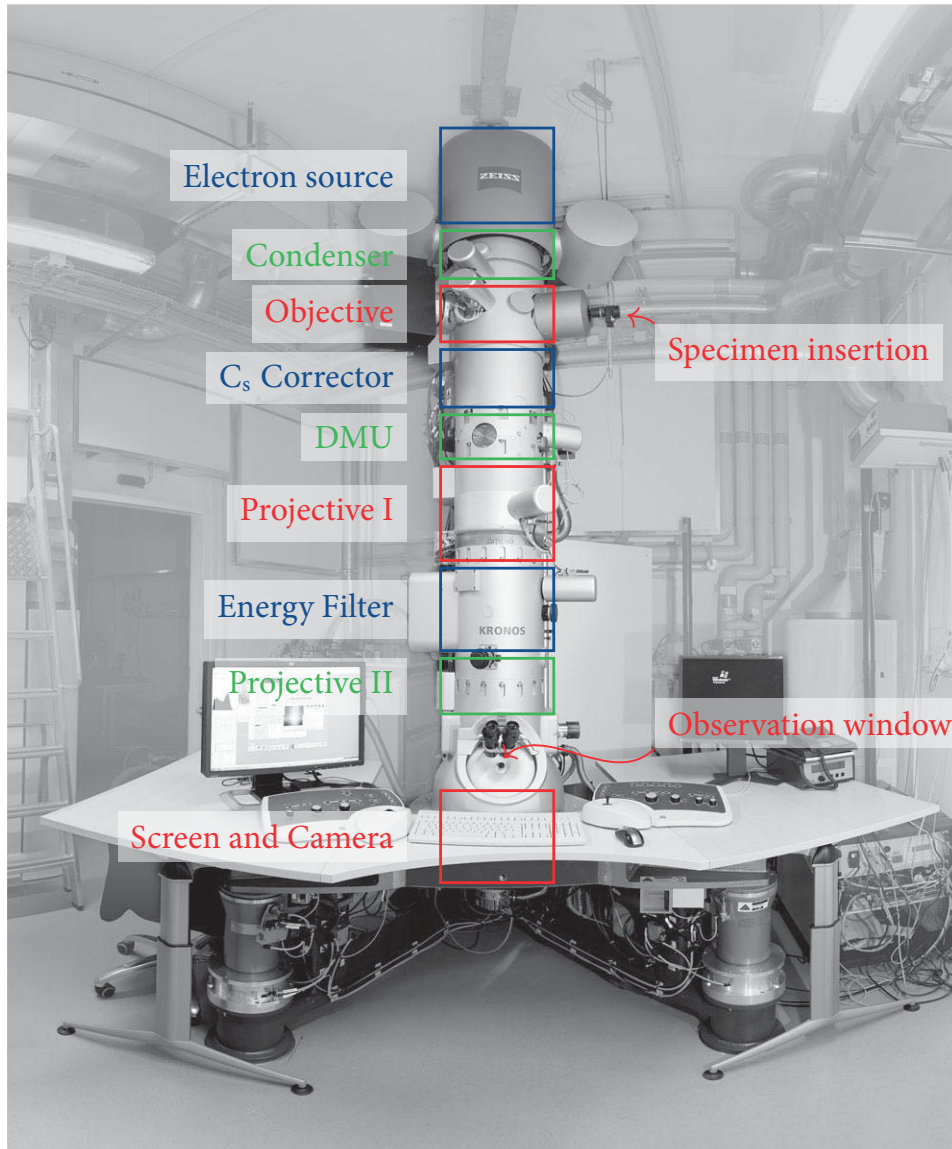 ZEISS
Electron source
Condenser
Objective
Specimen insertion
Cs Corrector
DMU
Projective I
Energy Filter
KRONOS
Projective II
Observation window
Screen and Camera